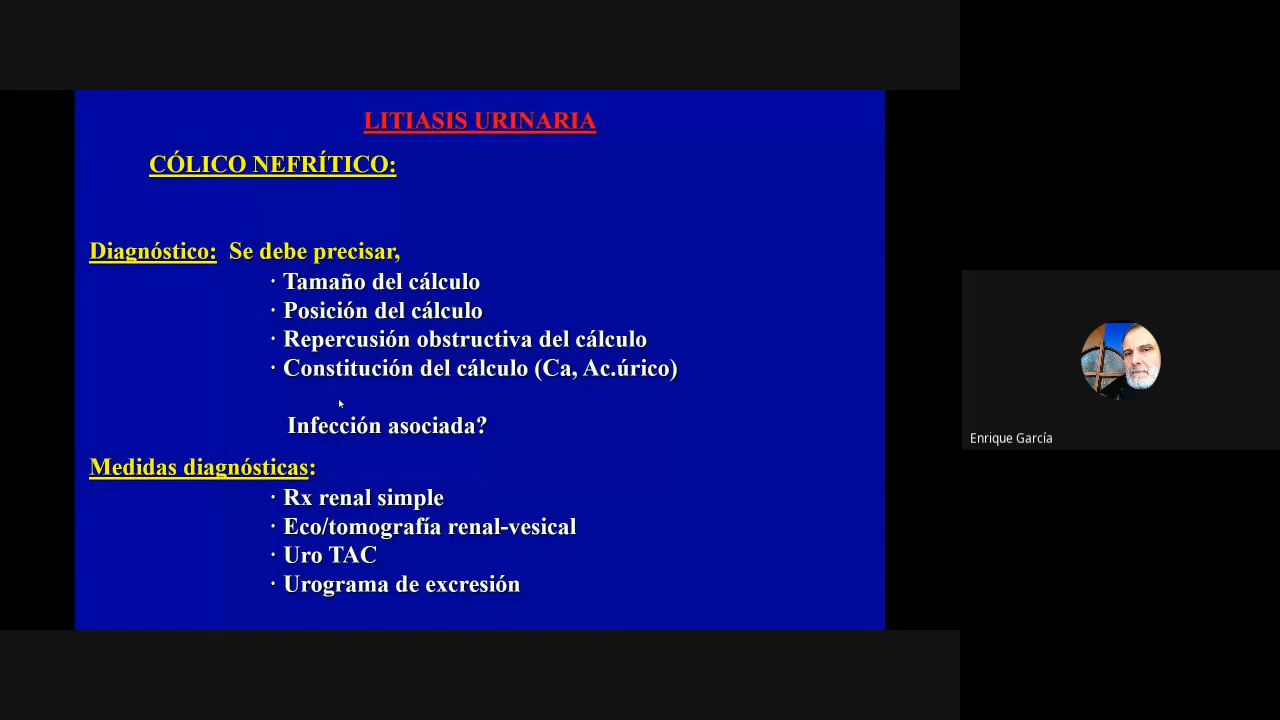 LITIASIS URINARIA
CÓLICO NEFRÍTICO:
Diagnóstico: Se debe precisar,
· Tamaño del cálculo
· Posición del cálculo
· Repercusión obstructiva del cálculo
· Constitución del cálculo (Ca, Ac.úrico)
Infección asociada?
Medidas diagnósticas:
· Rx renal simple
· Eco/tomografía renal-vesical
· Uro TAC
· Urograma de excresión
Enrique García